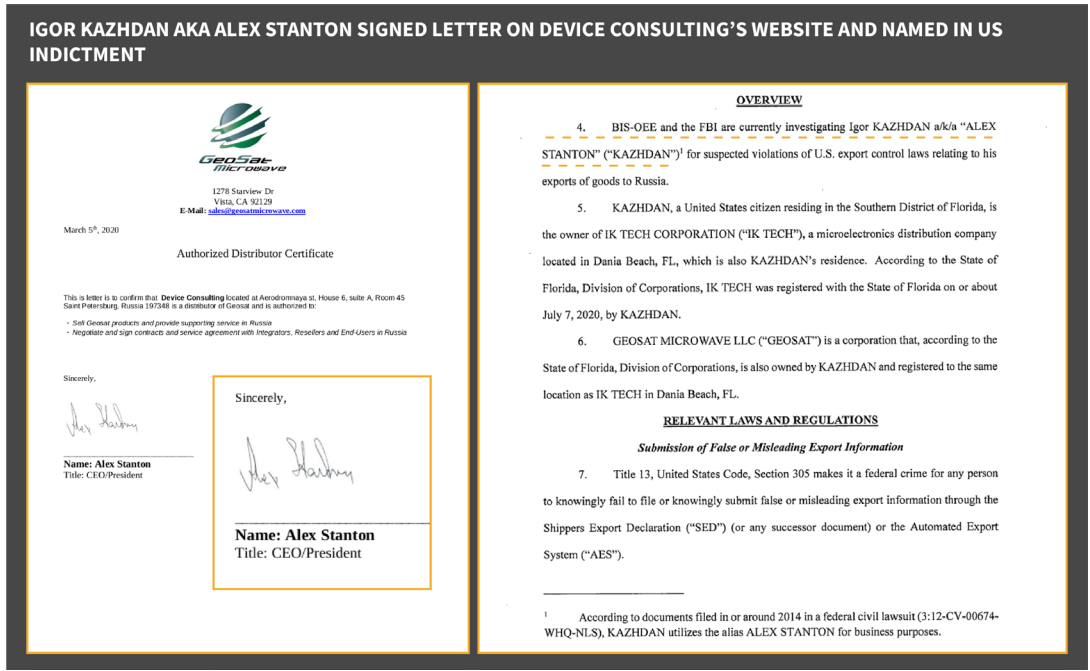 IGOR KAZHDAN AKA ALEX STANTON SIGNED LETTER ON DEVICE CONSULTING'S WEBSITE AND NAMED IN US
INDICTMENT
GeoSat
Microwave
1278 Starview Dr
Vista, CA 92129
E-Mail: sales@geosatmicrowave.com
March 5th, 2020
Authorized Distributor Certificate
This is letter is to confirm that Device Consulting located at Aerodromnaya st, House 6, suite A, Room 45
Saint Petersburg, Russia 197348 is a distributor of Geosat and is authorized to:
- Sell Geosat products and provide supporting service in Russia
- Negotiate and sign contracts and service agreement with Integrators, Resellers and End-Users in Russia
Sincerely,
Alex Stanton
Name: Alex Stanton
Title: CEO/President
Sincerely,
Alex Stanton
Name: Alex Stanton
Title: CEO/President
OVERVIEW
4. BIS-OEE and the FBI are currently investigating Igor KAZHDAN a/k/a "ALEX
STANTON" ("KAZHDAN")1 for suspected violations of U.S. export control laws relating to his
exports of goods to Russia.
5. KAZHDAN, a United States citizen residing in the Southern District of Florida, is
the owner of IK TECH CORPORATION ("IK TECH"), a microelectronics distribution company
located in Dania Beach, FL, which is also KAZHDAN's residence. According to the State of
Florida, Division of Corporations, IK TECH was registered with the State of Florida on or about
July 7, 2020, by KAZHDAN.
6. GEOSAT MICROWAVE LLC ("GEOSAT") is a corporation that, according to the
State of Florida, Division of Corporations, is also owned by KAZHDAN and registered to the same
location as IK TECH in Dania Beach, FL.
RELEVANT LAWS AND REGULATIONS
Submission of False or Misleading Export Information
7. Title 13, United States Code, Section 305 makes it a federal crime for any person
to knowingly fail to file or knowingly submit false or misleading export information through the
Shippers Export Declaration ("SED") (or any successor document) or the Automated Export
System ("AES").
1 According to documents filed in or around 2014 in a federal civil lawsuit (3:12-CV-00674-
WHQ-NLS), KAZHDAN utilizes the alias ALEX STANTON for business purposes.